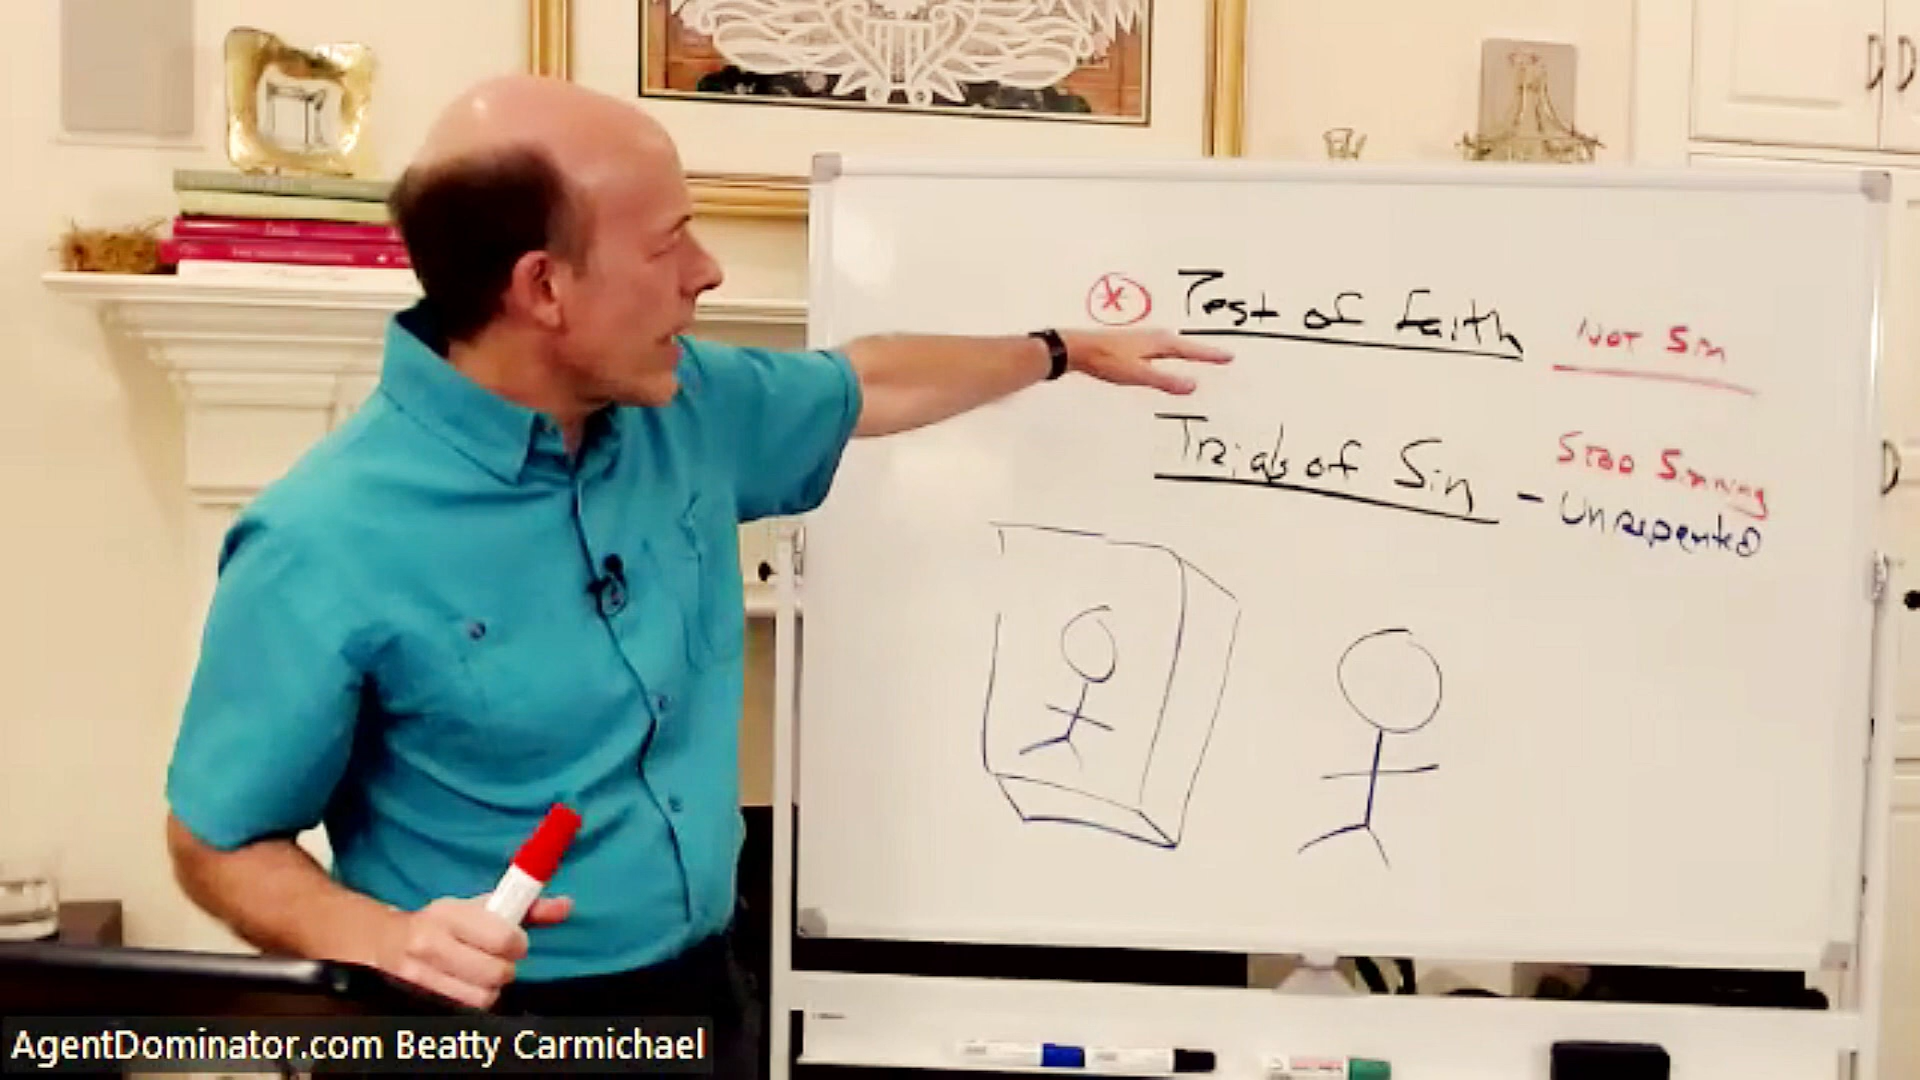 Test of Faith NOT Sin
Trials of Sin - STOP Sinning
Unrepented
AgentDominator.com Beatty Carmichael